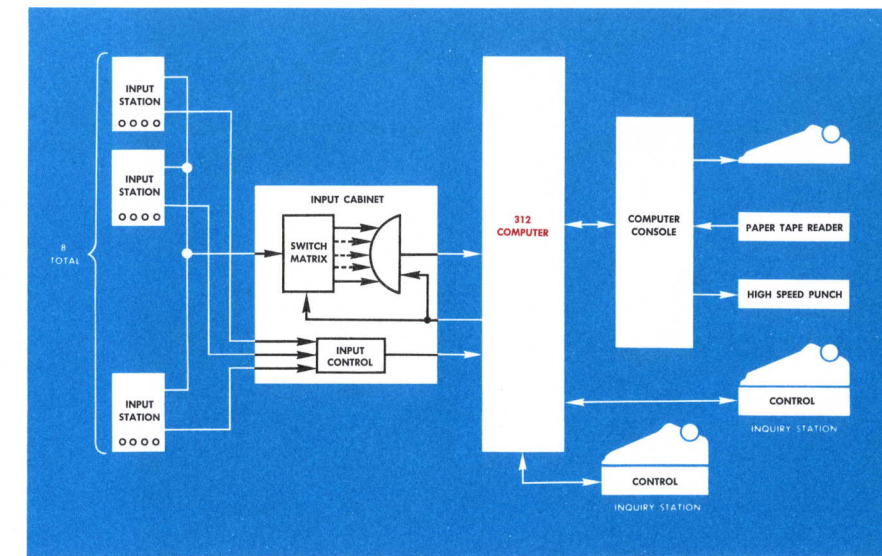 INPUT
STATION
INPUT
STATION
8
TOTAL
INPUT
STATION
INPUT CABINET
SWITCH
MATRIX
INPUT
CONTROL
312
COMPUTER
COMPUTER
CONSOLE
PAPER TAPE READER
HIGH SPEED PUNCH
CONTROL
INQUIRY STATION
CONTROL
INQUIRY STATION